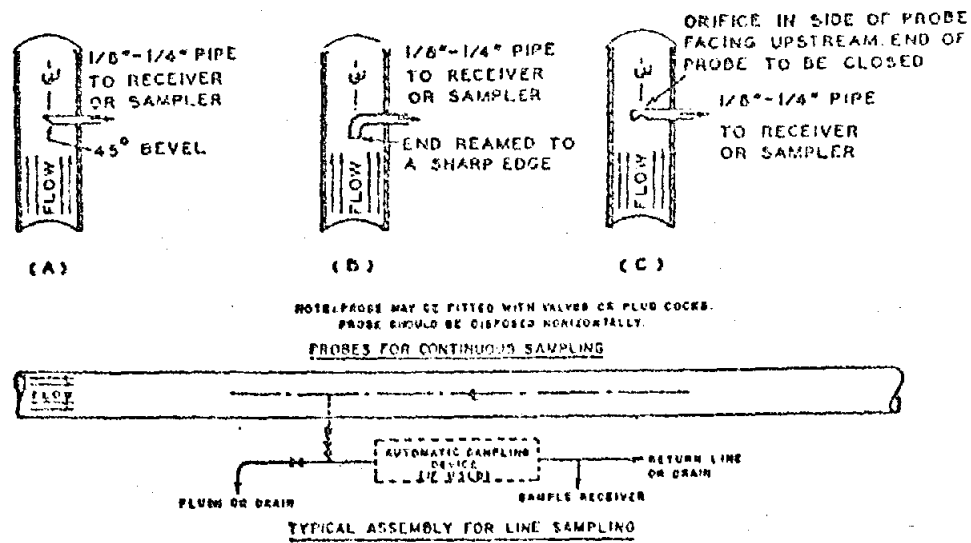 1/8"-1/4" PIPE
TO RECEIVER
OR SAMPLER
45° BEVEL
FLOW
(A)
1/8"-1/4" PIPE
TO RECEIVER
OR SAMPLER
END REAMED TO
A SHARP EDGE
FLOW
(B)
ORIFICE IN SIDE OF PROBE
FACING UPSTREAM. END OF
PROBE TO BE CLOSED
1/8"-1/4" PIPE
TO RECEIVER
OR SAMPLER
FLOW
(C)
NOTE: PROBE MAY BE FITTED WITH VALVES OR PLUG COCKS.
PROBE SHOULD BE DISPOSED HORIZONTALLY.
PROBES FOR CONTINUOUS SAMPLING
FLOW
AUTOMATIC SAMPLING
DEVICE
(IF USED)
RETURN LINE
OR DRAIN
FLUSH OR DRAIN
SAMPLE RECEIVER
TYPICAL ASSEMBLY FOR LINE SAMPLING